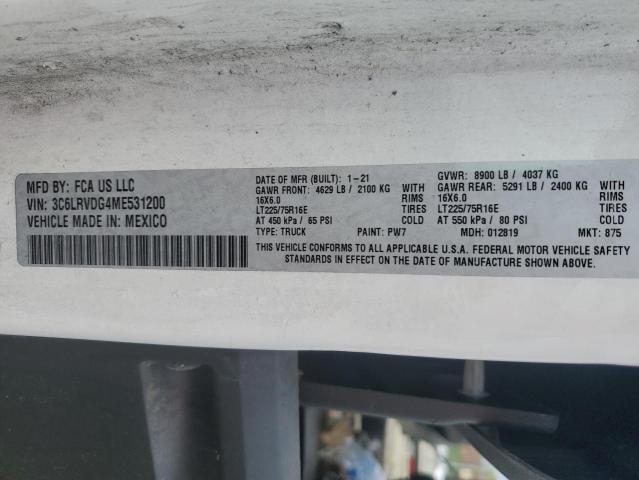 MFD BY: FCA US LLC
VIN: 3C6LRVDG4ME531200
VEHICLE MADE IN: MEXICO
DATE OF MFR (BUILT): 1-21 GVWR: 8900 LB / 4037 KG
GAWR FRONT: 4629 LB / 2100 KG GAWR REAR: 5291 LB / 2400 KG
16X6.0 16X6.0
LT225/75R16E TIRES LT225/75R16E TIRES
AT 450 kPa / 65 PSI COLD AT 550 kPa / 80 PSI COLD
TYPE: TRUCK PAINT: PW7 MDH: 012819 MKT: 875
THIS VEHICLE CONFORMS TO ALL APPLICABLE U.S.A. FEDERAL MOTOR VEHICLE SAFETY
STANDARDS IN EFFECT ON THE DATE OF MANUFACTURE SHOWN ABOVE.